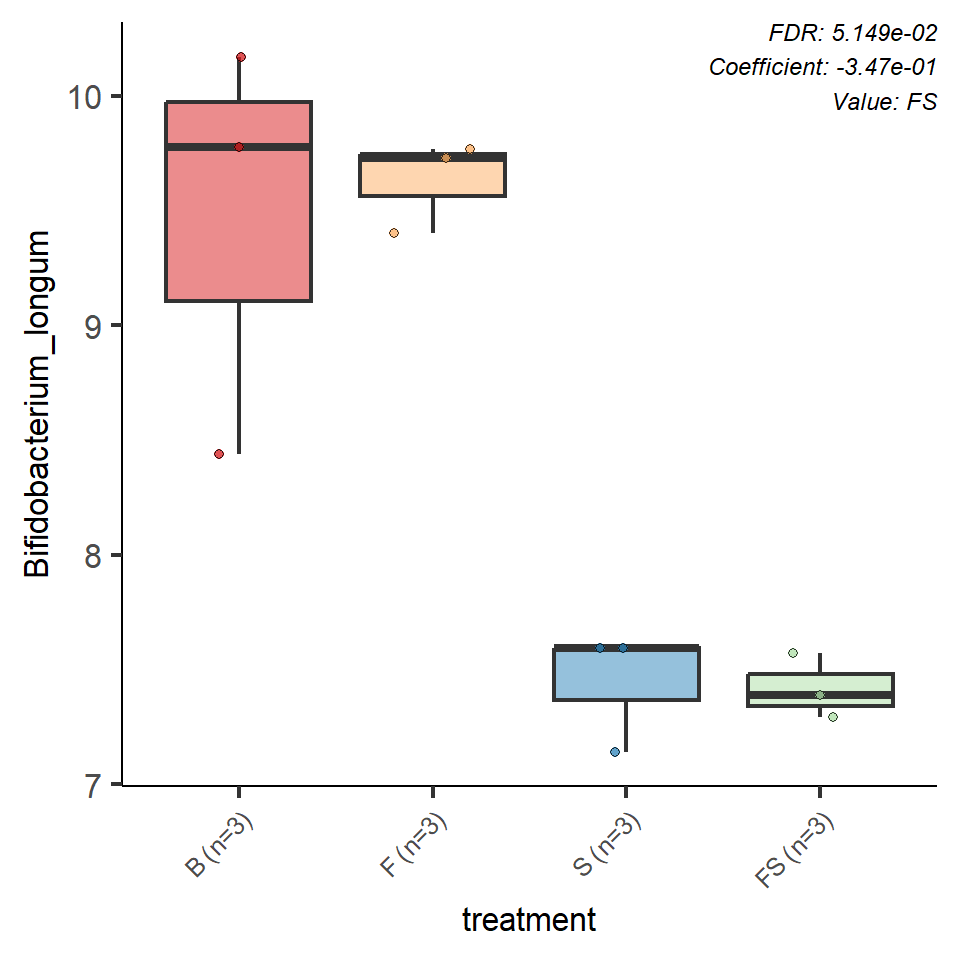 FDR: 5.149e-02
Coefficient: -3.47e-01
Value: FS
Bifidobacterium_longum
10
9
8
7
B (n=3)
F (n=3)
S (n=3)
FS (n=3)
treatment